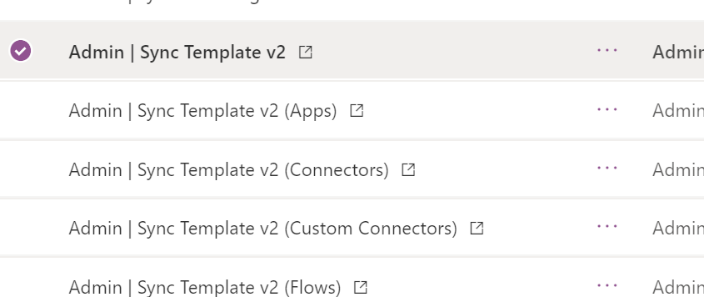 Admin | Sync Template v2 ... Admin
Admin | Sync Template v2 (Apps) ... Admin
Admin | Sync Template v2 (Connectors) ... Admin
Admin | Sync Template v2 (Custom Connectors) ... Admin
Admin | Sync Template v2 (Flows) ... Admin